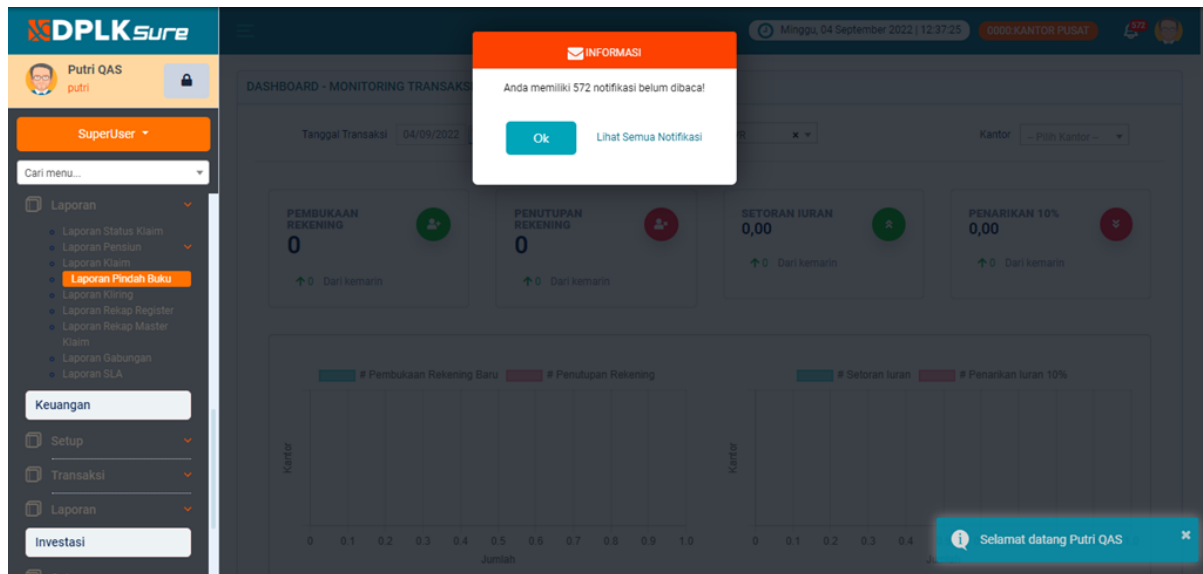 DPLKSure
Putri QAS
putri
SuperUser
Cari menu...
Laporan
Laporan Status Klaim
Laporan Pensiun
Laporan Klaim
Laporan Pindah Buku
Laporan Kliring
Laporan Rekap Register
Laporan Rekap Master
Klaim
Laporan Gabungan
Laporan SLA
Keuangan
Setup
Transaksi
Laporan
Investasi
Minggu, 04 September 2022 | 12:37:25
0000:KANTOR PUSAT
572
INFORMASI
Anda memiliki 572 notifikasi belum dibaca!
Ok
Lihat Semua Notifikasi
DASHBOARD - MONITORING TRANSAKS
Tanggal Transaksi
04/09/2022
Kantor
-- Pilih Kantor --
PEMBUKAAN
REKENING
0
0 Dari kemarin
PENUTUPAN
REKENING
0
0 Dari kemarin
SETORAN IURAN
0,00
0 Dari kemarin
PENARIKAN 10%
0,00
0 Dari kemarin
# Pembukaan Rekening Baru
# Penutupan Rekening
Kantor
0 0.1 0.2 0.3 0.4 0.5 0.6 0.7 0.8 0.9 1.0
Jumlah
# Setoran Iuran
# Penarikan Iuran 10%
Kantor
0 0.1 0.2 0.3 0.4
Selamat datang Putri QAS